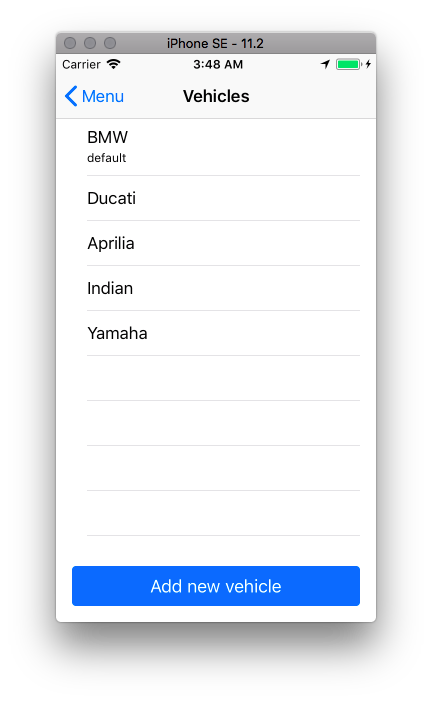 iPhone SE - 11.2
Carrier 3:48 AM
Menu Vehicles
BMW
default
Ducati
Aprilia
Indian
Yamaha
Add new vehicle